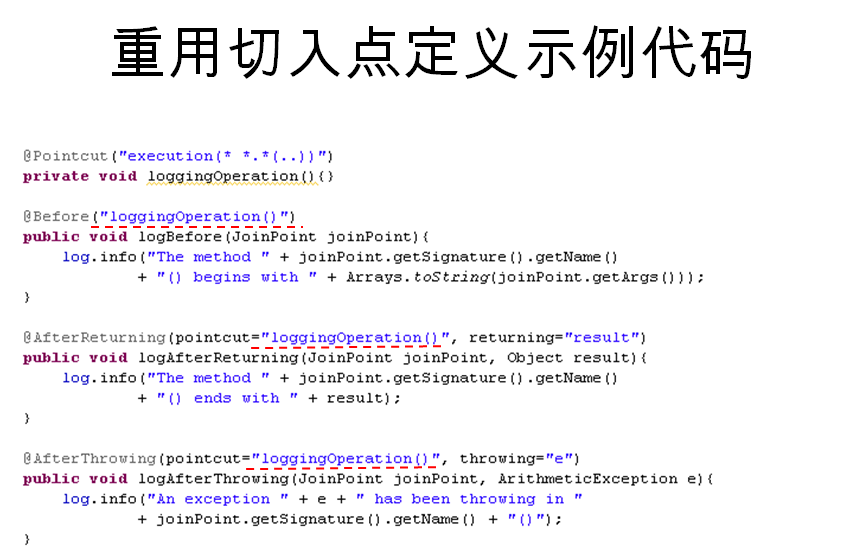 重用切入点定义示例代码
@Pointcut("execution(* *.*(..))")
private void loggingOperation(){}
@Before("loggingOperation()")
public void logBefore(JoinPoint joinPoint){
log.info("The method " + joinPoint.getSignature().getName()
+ "() begins with " + Arrays.toString(joinPoint.getArgs()));
}
@AfterReturning(pointcut="loggingOperation()", returning="result")
public void logAfterReturning(JoinPoint joinPoint, Object result){
log.info("The method " + joinPoint.getSignature().getName()
+ "() ends with " + result);
}
@AfterThrowing(pointcut="loggingOperation()", throwing="e")
public void logAfterThrowing(JoinPoint joinPoint, ArithmeticException e){
log.info("An exception " + e + " has been throwing in "
+ joinPoint.getSignature().getName() + "()");
}